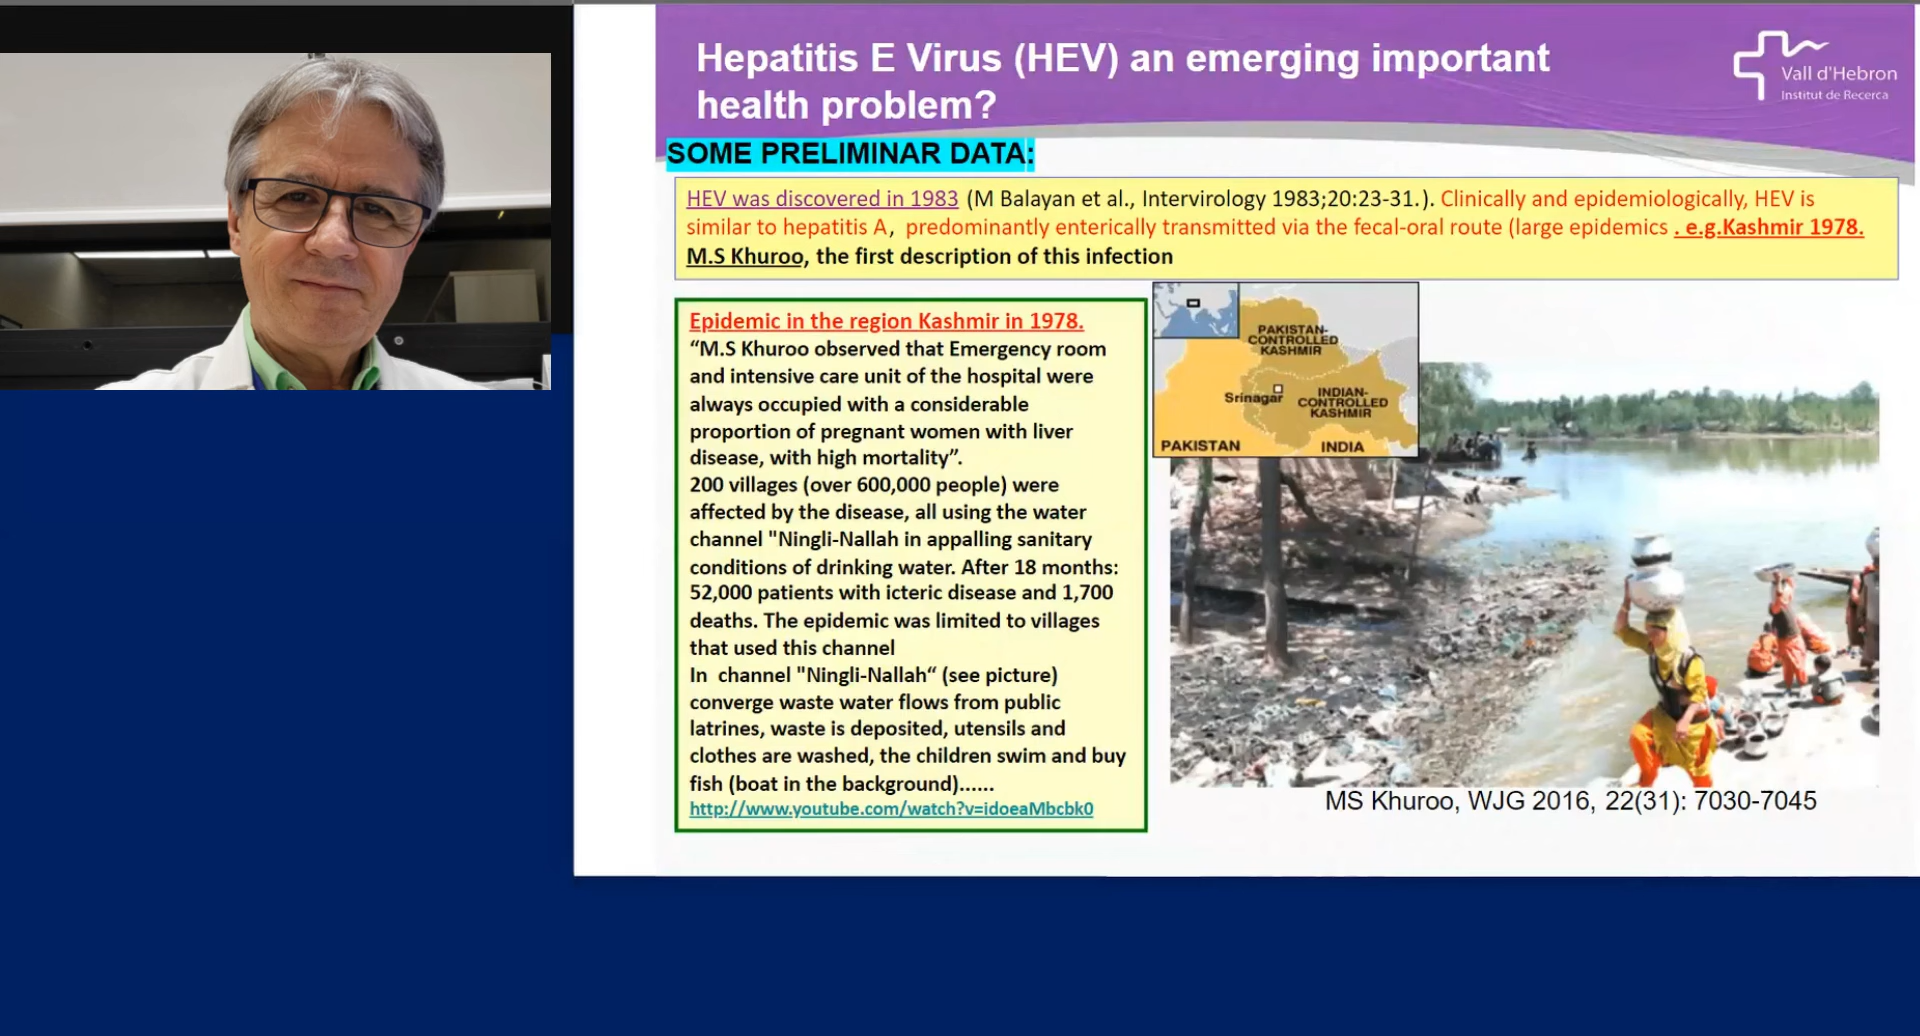 Hepatitis E Virus (HEV) an emerging important
health problem?
Vall d'Hebron
Institut de Recerca
SOME PRELIMINAR DATA:
HEV was discovered in 1983 (M Balayan et al., Intervirology 1983;20:23-31.). Clinically and epidemiologically, HEV is
similar to hepatitis A, predominantly enterically transmitted via the fecal-oral route (large epidemics . e.g.Kashmir 1978.
M.S Khuroo, the first description of this infection
Epidemic in the region Kashmir in 1978.
“M.S Khuroo observed that Emergency room
and intensive care unit of the hospital were
always occupied with a considerable
proportion of pregnant women with liver
disease, with high mortality”.
200 villages (over 600,000 people) were
affected by the disease, all using the water
channel "Ningli-Nallah in appalling sanitary
conditions of drinking water. After 18 months:
52,000 patients with icteric disease and 1,700
deaths. The epidemic was limited to villages
that used this channel
In channel "Ningli-Nallah“ (see picture)
converge waste water flows from public
latrines, waste is deposited, utensils and
clothes are washed, the children swim and buy
fish (boat in the background)......
http://www.youtube.com/watch?v=idoeaMbcbk0
PAKISTAN-
CONTROLLED
KASHMIR
Srinagar
INDIAN-
CONTROLLED
KASHMIR
PAKISTAN
INDIA
MS Khuroo, WJG 2016, 22(31): 7030-7045